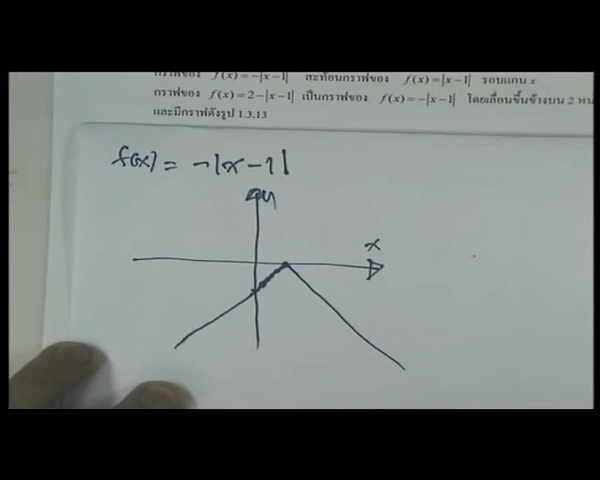 กราฟของ f(x)=-|x-1| สะท้อนกราฟของ f(x)=|x-1| รอบแกน x
กราฟของ f(x)=2-|x-1| เป็นกราฟของ f(x)=-|x-1| โดยเลื่อนขึ้นข้างบน 2
และมีกราฟดังรูป 1.3.13
f(x) = -|x-1|
y
x